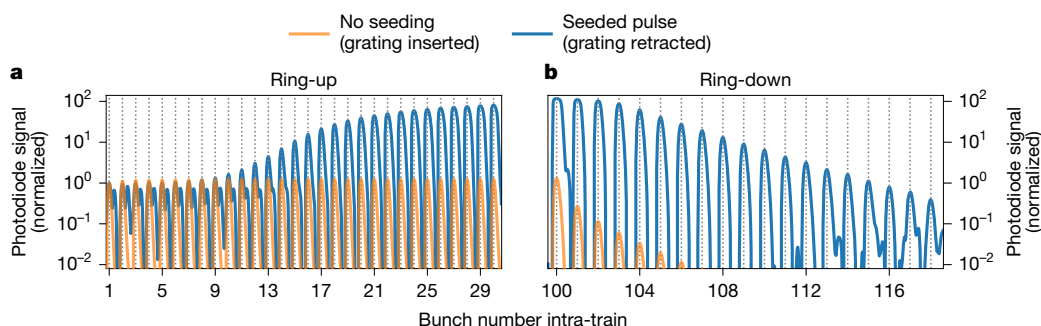 No seeding
(grating inserted)
Seeded pulse
(grating retracted)
a
Ring-up
b
Ring-down
Photodiode signal
(normalized)
10²
10¹
10⁰
10⁻¹
10⁻²
1 5 9 13 17 21 25 29
100 104 108 112 116
10²
10¹
10⁰
10⁻¹
10⁻²
Photodiode signal
(normalized)
Bunch number intra-train